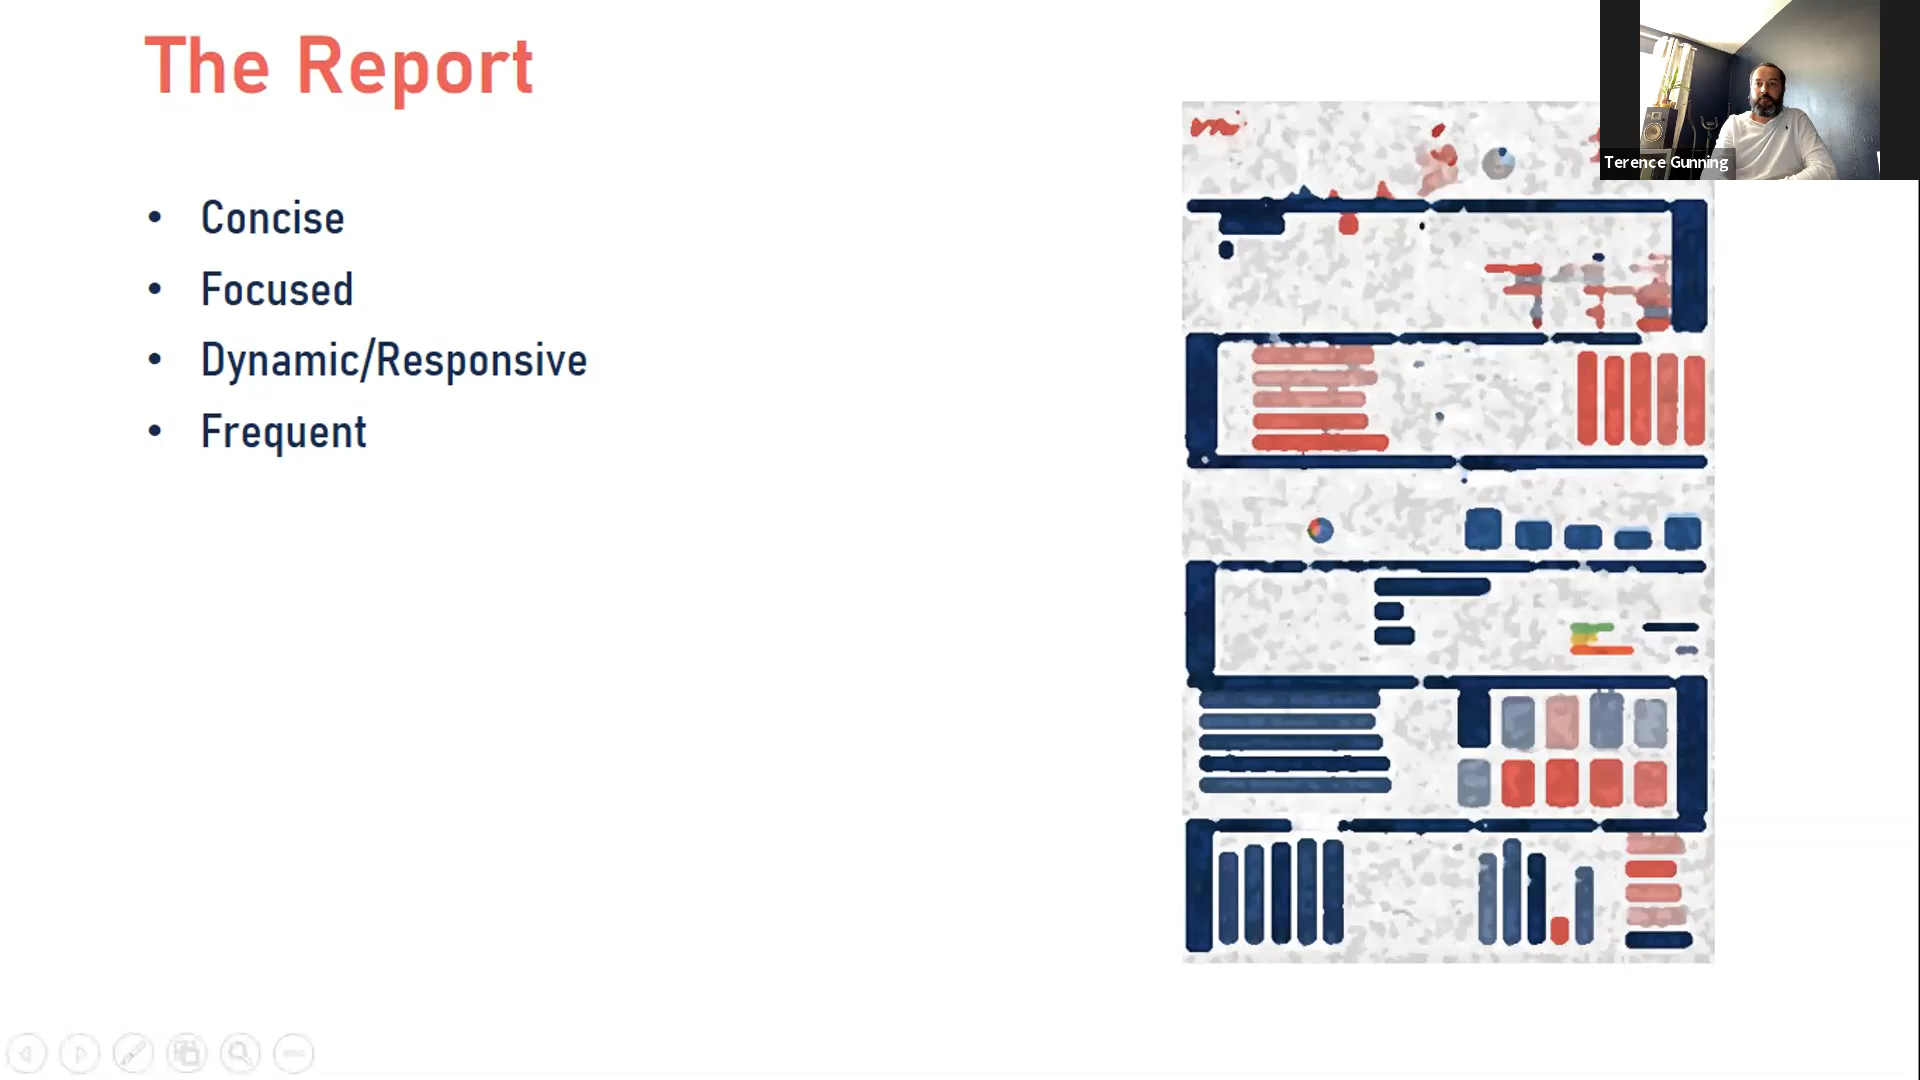 The Report
• Concise
• Focused
• Dynamic/Responsive
• Frequent
Terence Gunning